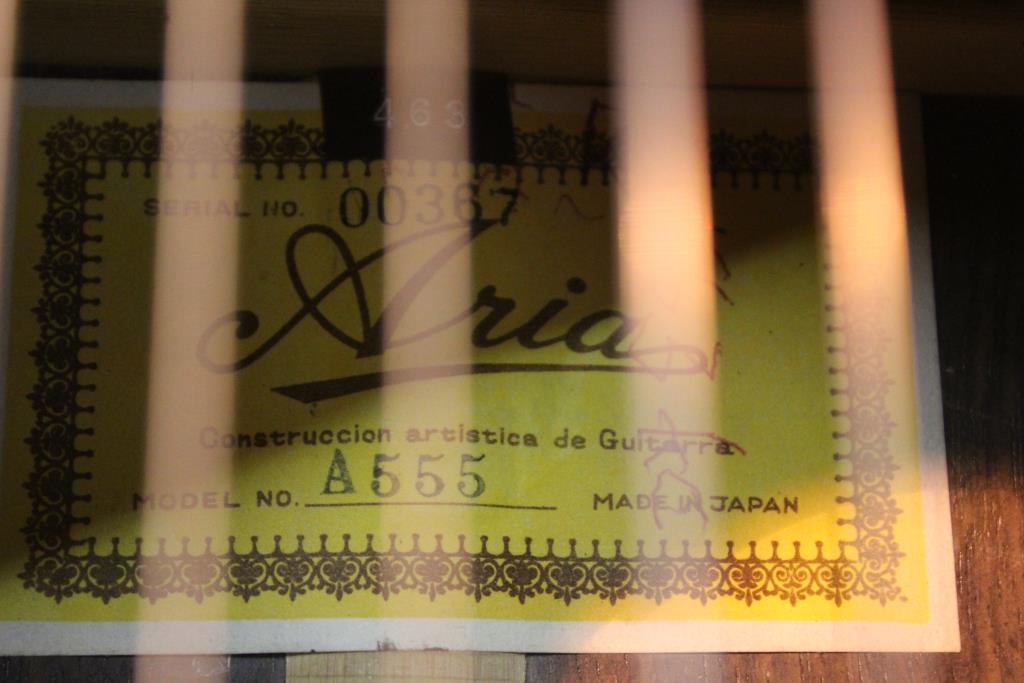 463
SERIAL NO. 00367
Aria
Construccion artistica de Guitarra
MODEL NO. A555 MADE IN JAPAN